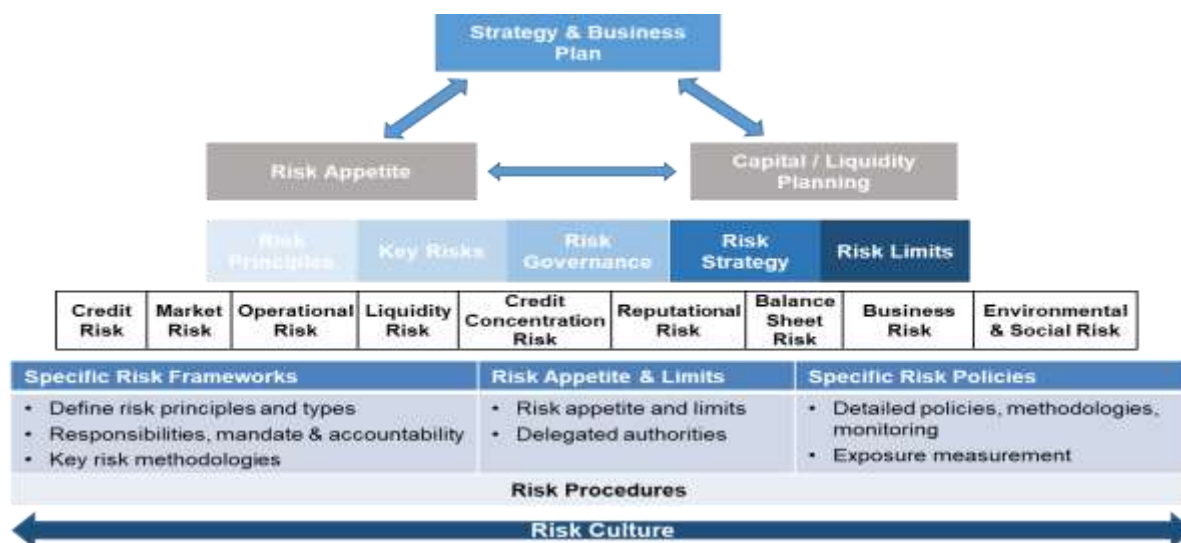 Strategy & Business
Plan
Risk Appetite
Capital / Liquidity
Planning
Risk
Principles
Key Risks
Risk
Governance
Risk
Strategy
Risk Limits
Credit
Risk
Market
Risk
Operational
Risk
Liquidity
Risk
Credit
Concentration
Risk
Reputational
Risk
Balance
Sheet
Risk
Business
Risk
Environmental
& Social Risk
Specific Risk Frameworks
• Define risk principles and types
• Responsibilities, mandate & accountability
• Key risk methodologies
Risk Appetite & Limits
• Risk appetite and limits
• Delegated authorities
Specific Risk Policies
• Detailed policies, methodologies,
monitoring
• Exposure measurement
Risk Procedures
Risk Culture